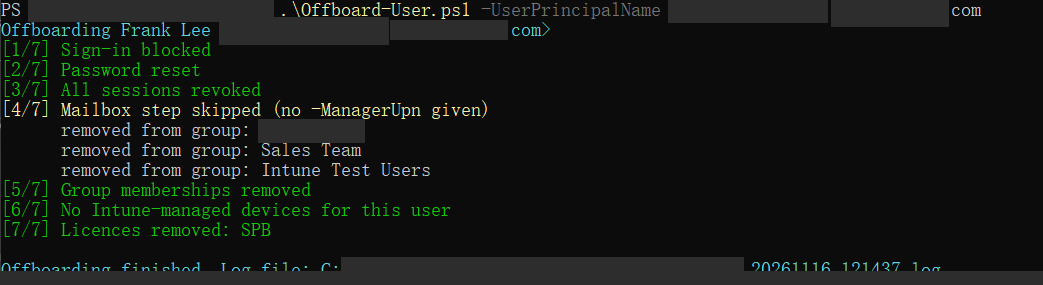 PS .\Offboard-User.ps1 -UserPrincipalName com
Offboarding Frank Lee com>
[1/7] Sign-in blocked
[2/7] Password reset
[3/7] All sessions revoked
[4/7] Mailbox step skipped (no -ManagerUpn given)
removed from group:
removed from group: Sales Team
removed from group: Intune Test Users
[5/7] Group memberships removed
[6/7] No Intune-managed devices for this user
[7/7] Licences removed: SPB
Offboarding finished. Log file: C: 20261116_121437.log